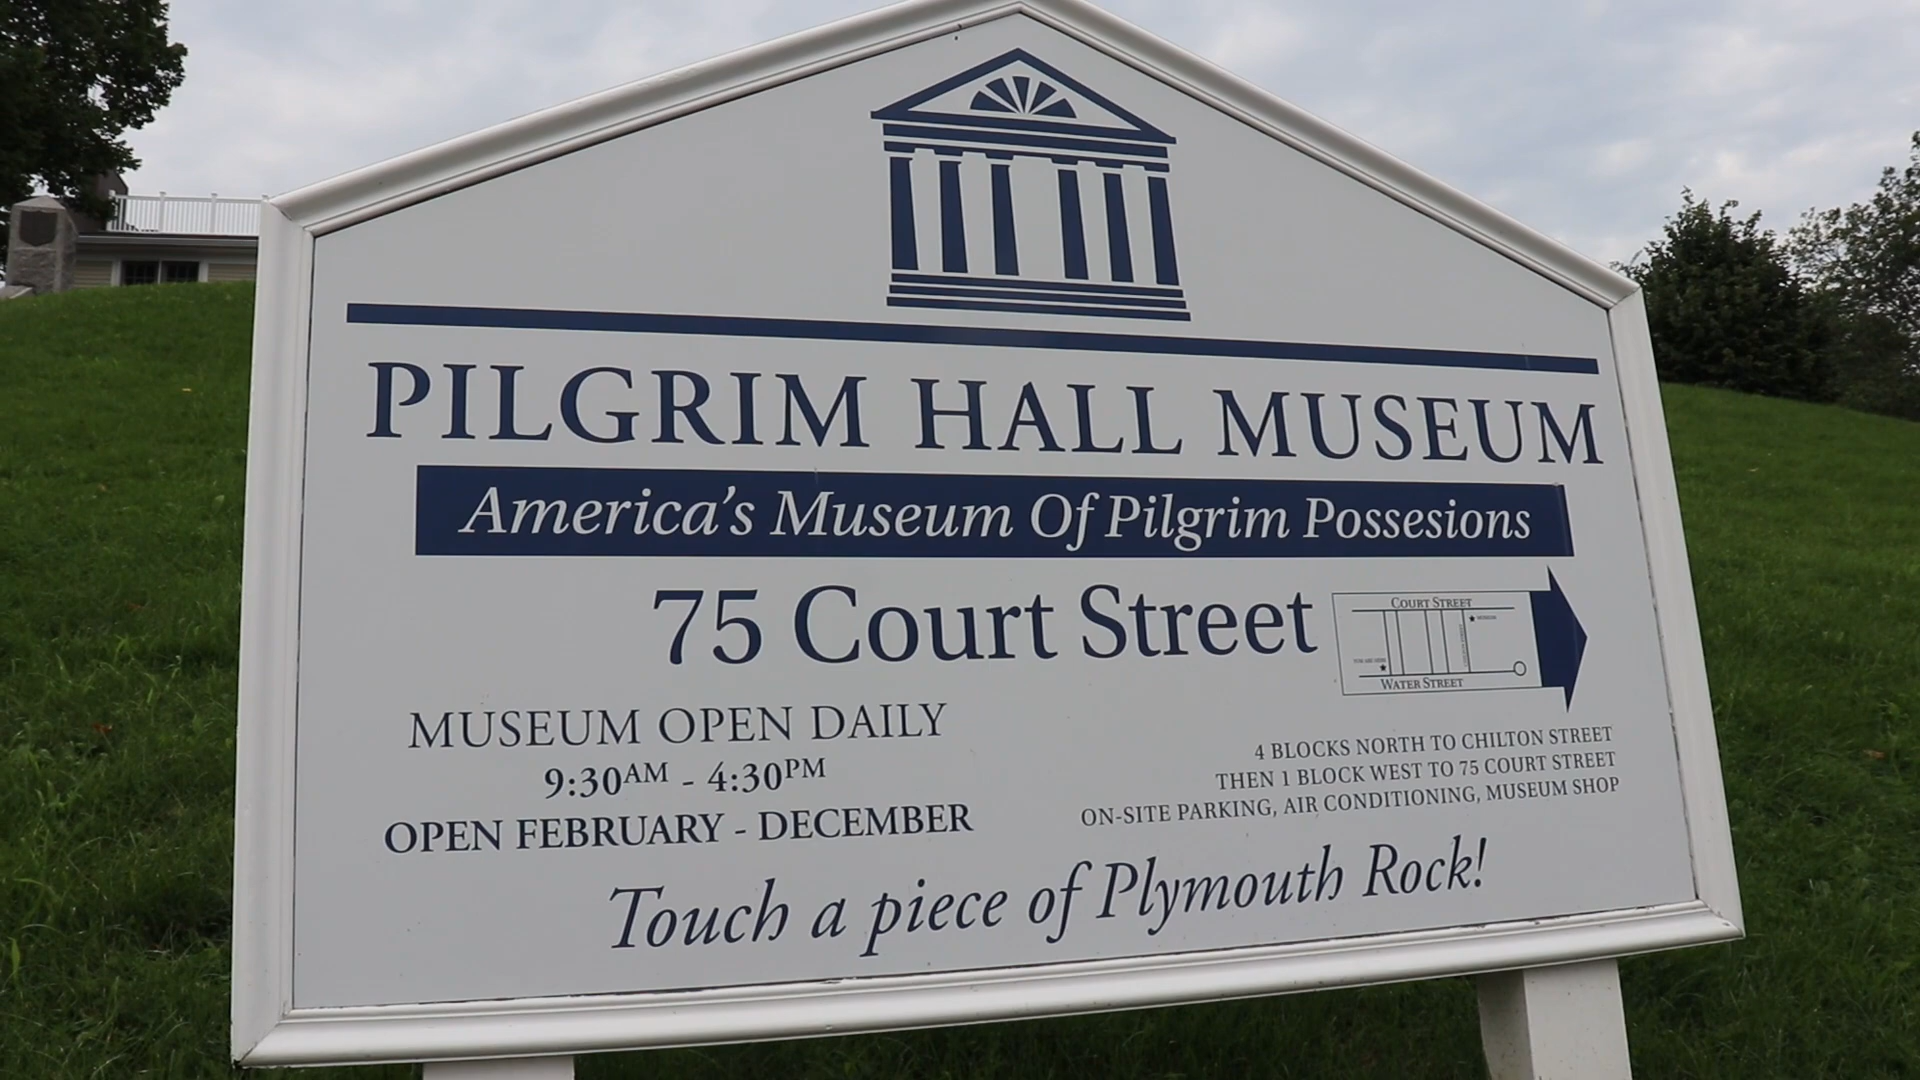 PILGRIM HALL MUSEUM
America's Museum Of Pilgrim Possesions
75 Court Street
COURT STREET
MUSEUM
YOU ARE HERE
WATER STREET
MUSEUM OPEN DAILY
9:30AM - 4:30PM
OPEN FEBRUARY - DECEMBER
4 BLOCKS NORTH TO CHILTON STREET
THEN 1 BLOCK WEST TO 75 COURT STREET
ON-SITE PARKING, AIR CONDITIONING, MUSEUM SHOP
Touch a piece of Plymouth Rock!